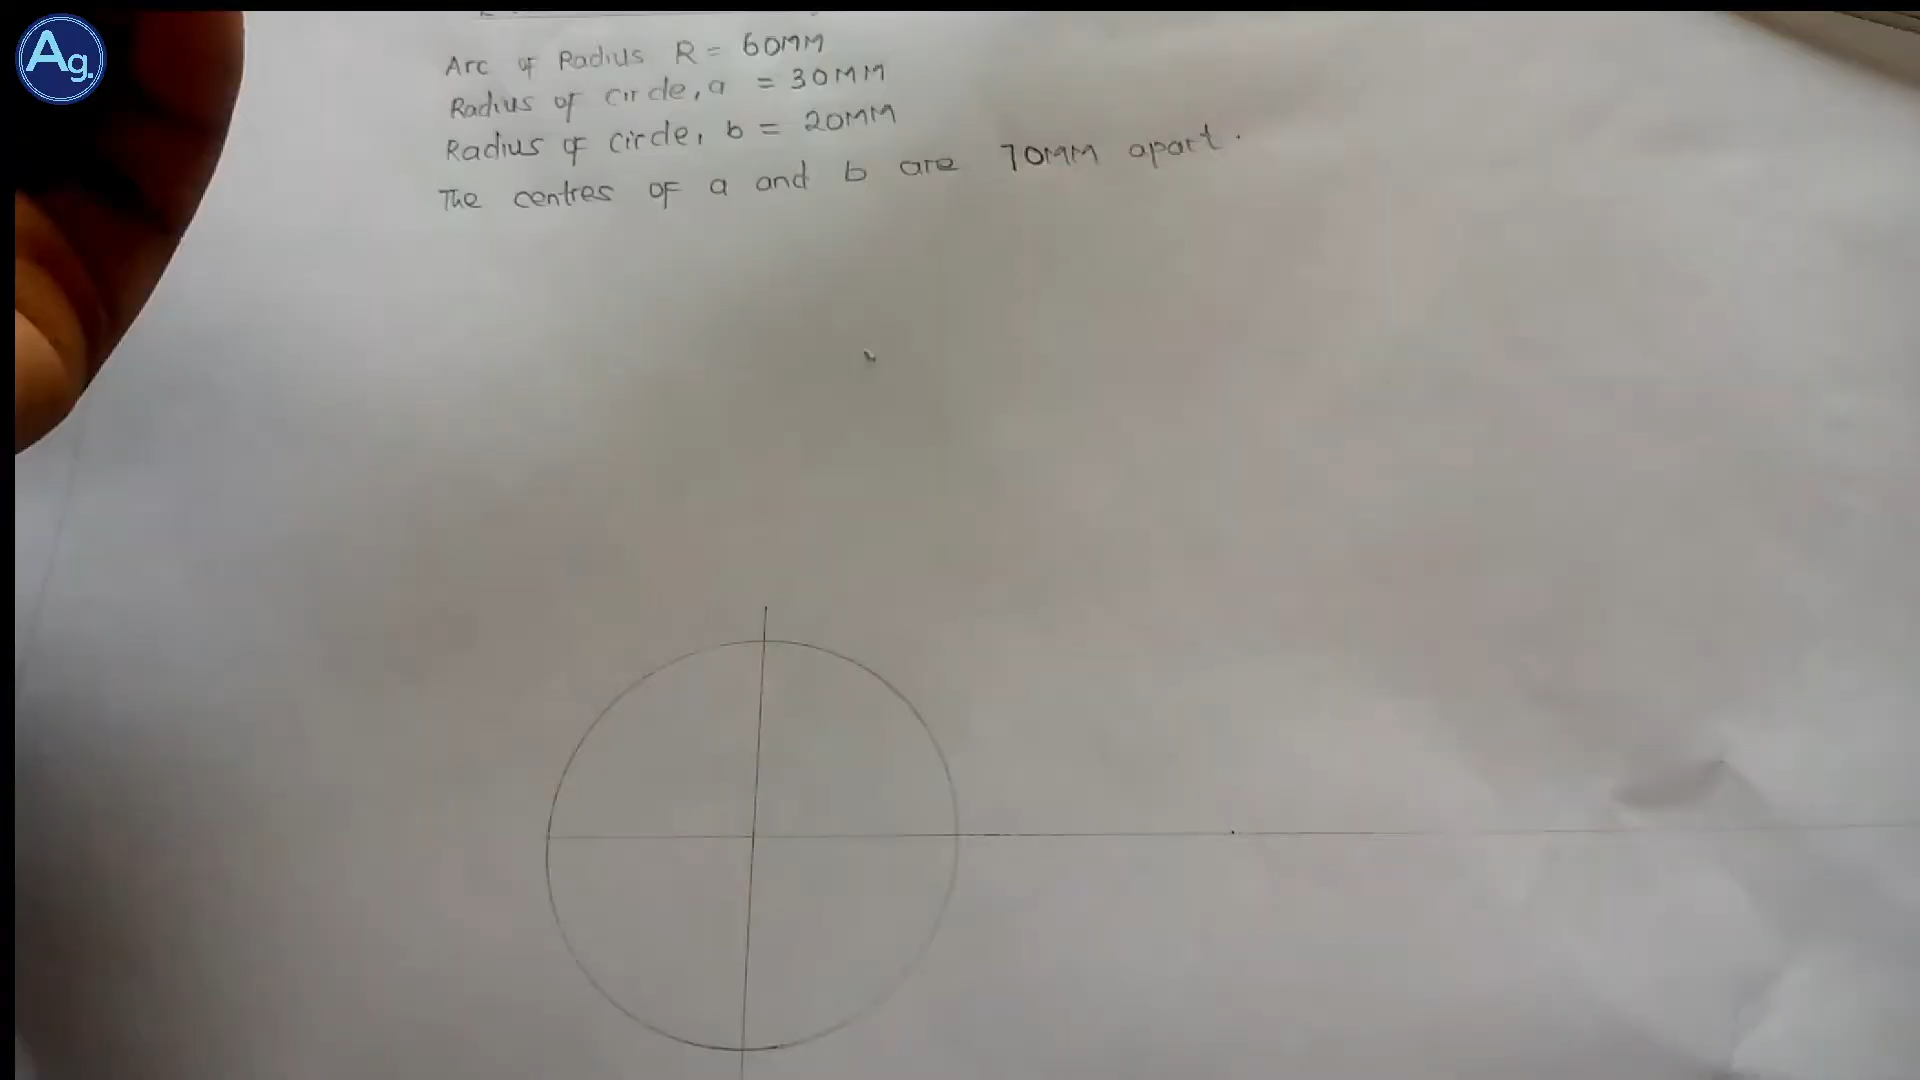 Ag.
Arc of Radius R = 60MM
Radius of circle, a = 30MM
Radius of circle, b = 20MM
The centres of a and b are 70MM apart.